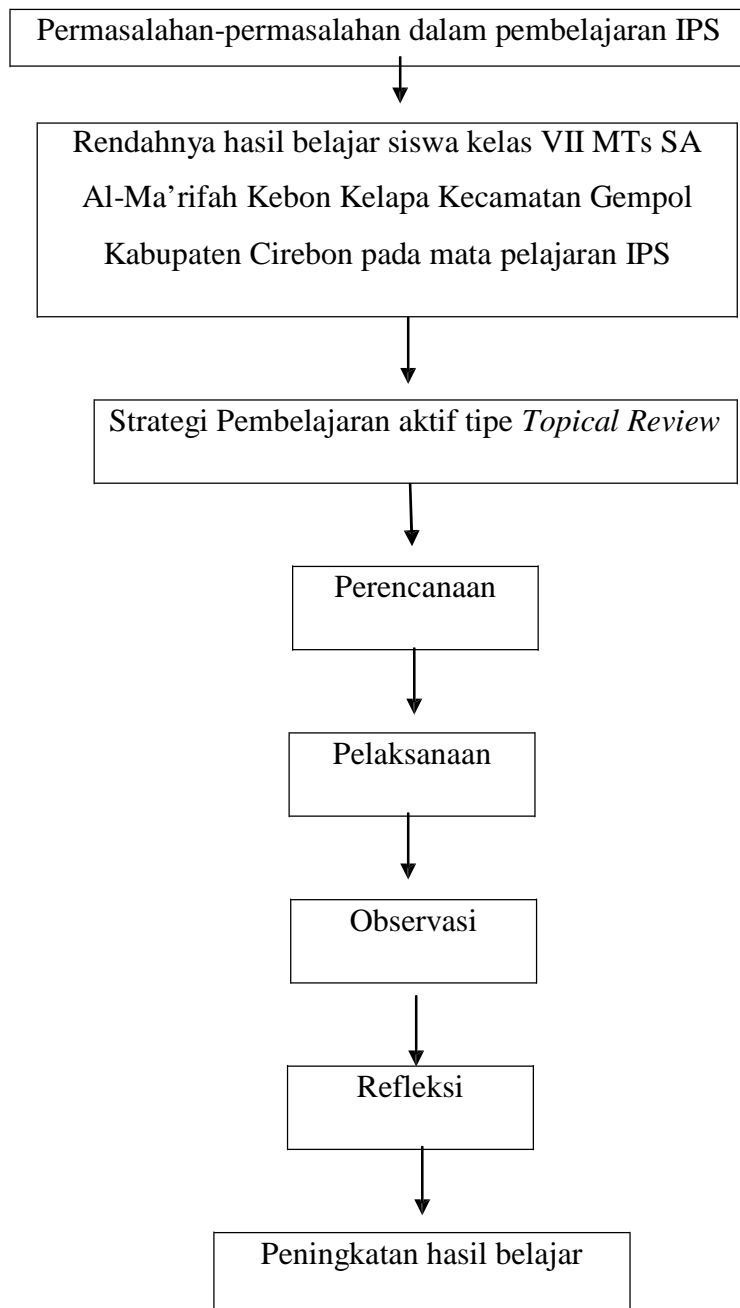 Permasalahan-permasalahan dalam pembelajaran IPS
Rendahnya hasil belajar siswa kelas VII MTs SA
Al-Ma’rifah Kebon Kelapa Kecamatan Gempol
Kabupaten Cirebon pada mata pelajaran IPS
Strategi Pembelajaran aktif tipe Topical Review
Perencanaan
Pelaksanaan
Observasi
Refleksi
Peningkatan hasil belajar